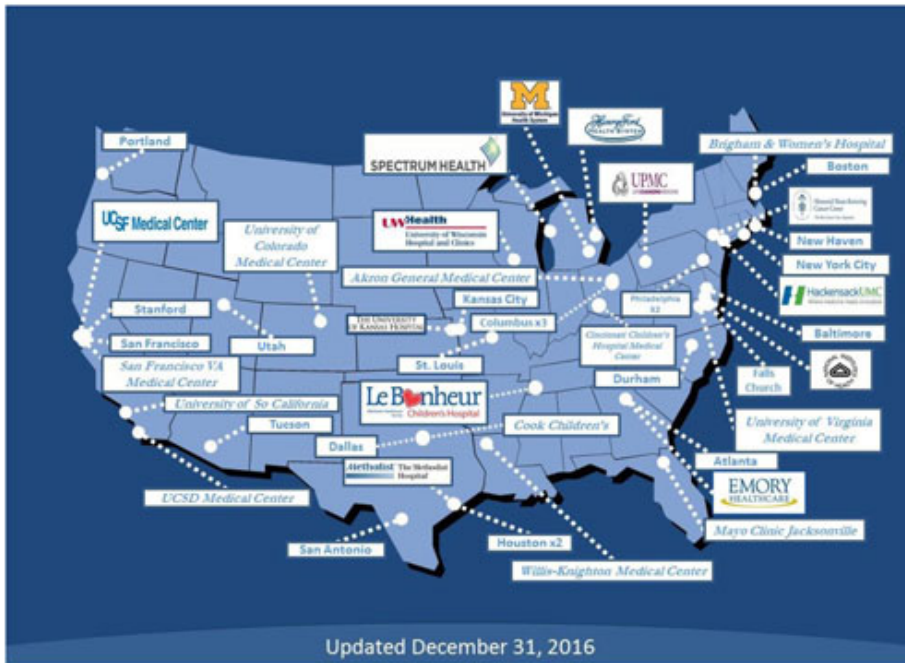 M
University of Michigan
Health System
Henry Ford
HEALTH SYSTEM
Portland
SPECTRUM HEALTH
Brigham & Women's Hospital
Boston
UPMC
UCSF Medical Center
University of
Colorado
Medical Center
UWHealth
University of Wisconsin
Hospital and Clinics
Memorial Sloan-Kettering
Cancer Center
New Haven
New York City
Akron General Medical Center
Kansas City
HackensackUMC
Stanford
THE UNIVERSITY
OF KANSAS HOSPITAL
Columbus x3
Philadelphia
x2
Baltimore
San Francisco
Utah
Cincinnati Children's
Hospital Medical
Center
San Francisco VA
Medical Center
St. Louis
Durham
Falls
Church
Le Bonheur
Children's Hospital
University of So California
Tucson
Dallas
Cook Children's
University of Virginia
Medical Center
Methodist
The Methodist
Hospital
Atlanta
EMORY
HEALTHCARE
UCSD Medical Center
Mayo Clinic Jacksonville
San Antonio
Houston x2
Willis-Knighton Medical Center
Updated December 31, 2016